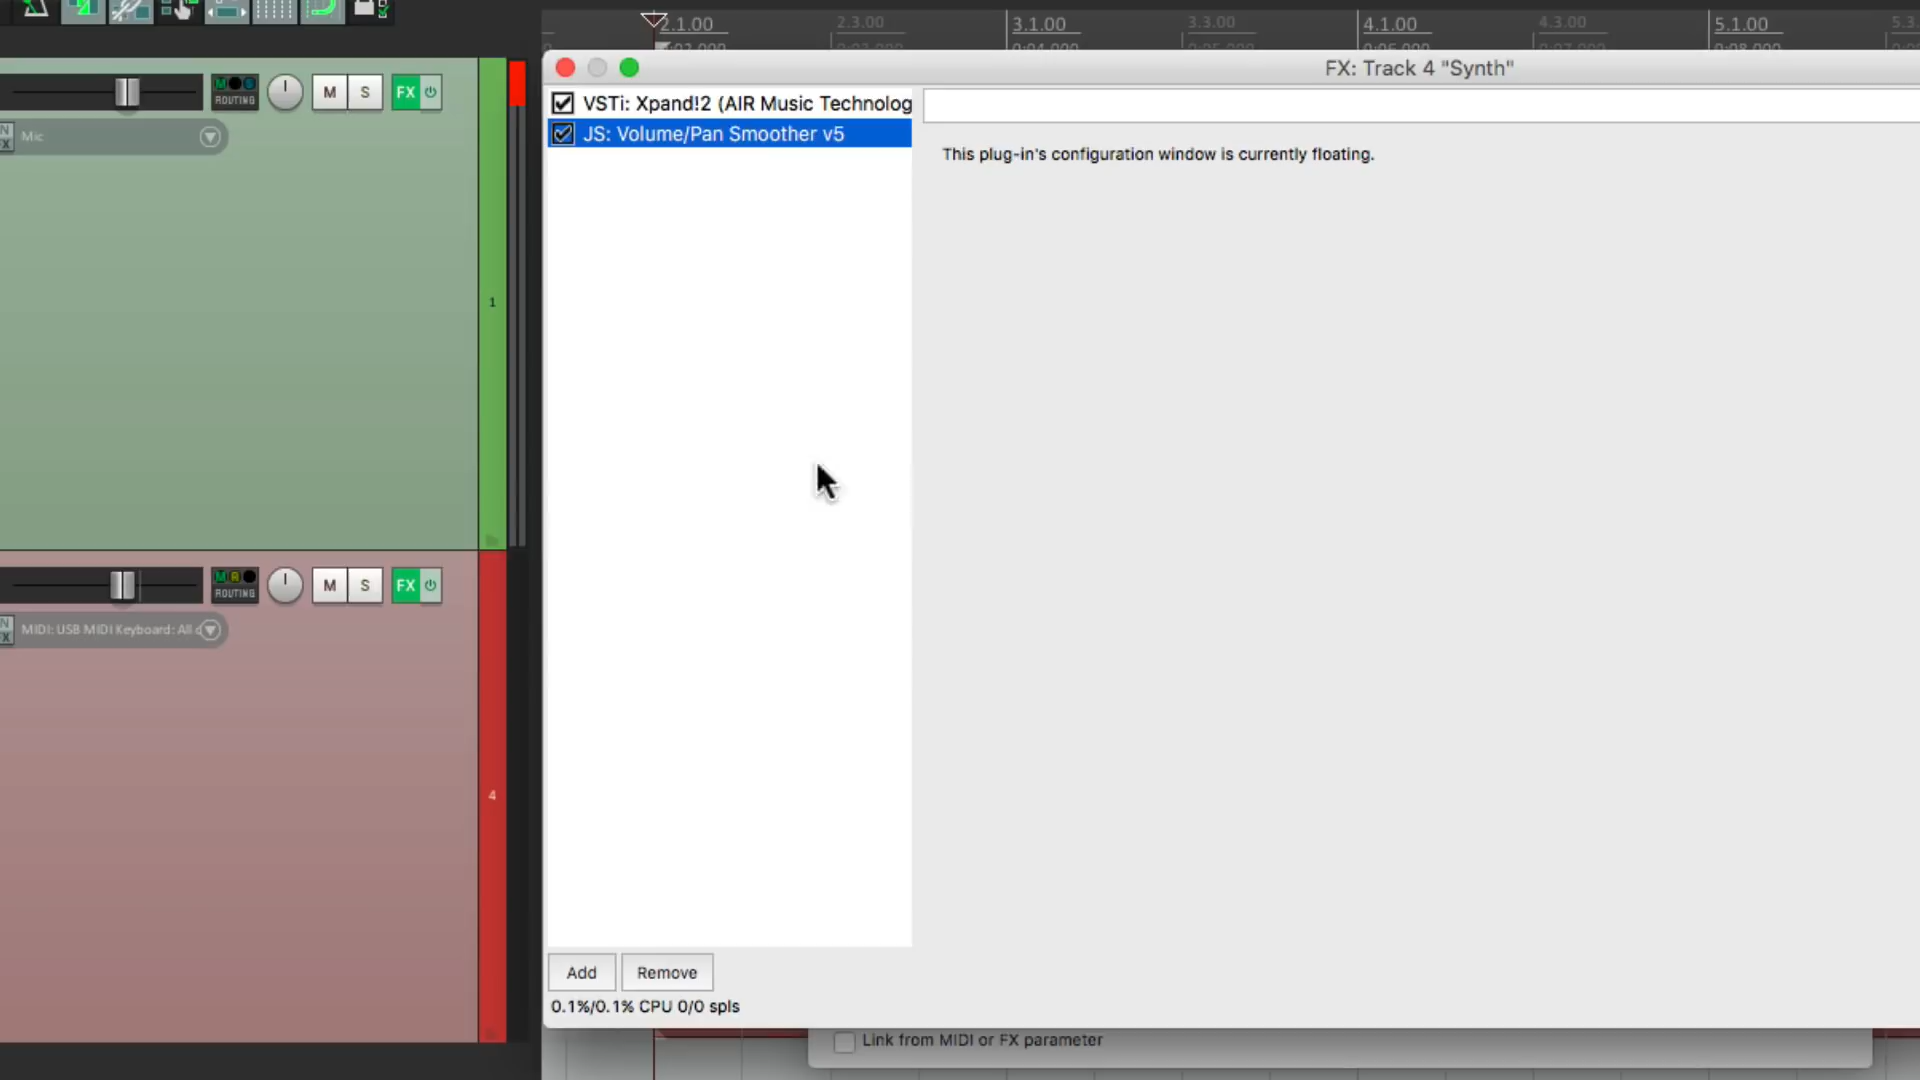 2.1.00
2.3.00
3.1.00
3.3.00
4.1.00
4.3.00
5.1.00
FX: Track 4 "Synth"
ROUTING
M
S
FX
Mic
1
VSTi: Xpand!2 (AIR Music Technolog
JS: Volume/Pan Smoother v5
This plug-in's configuration window is currently floating.
ROUTING
M
S
FX
MIDI: USB MIDI Keyboard: All
4
Add
Remove
0.1%/0.1% CPU 0/0 spls
Link from MIDI or FX parameter